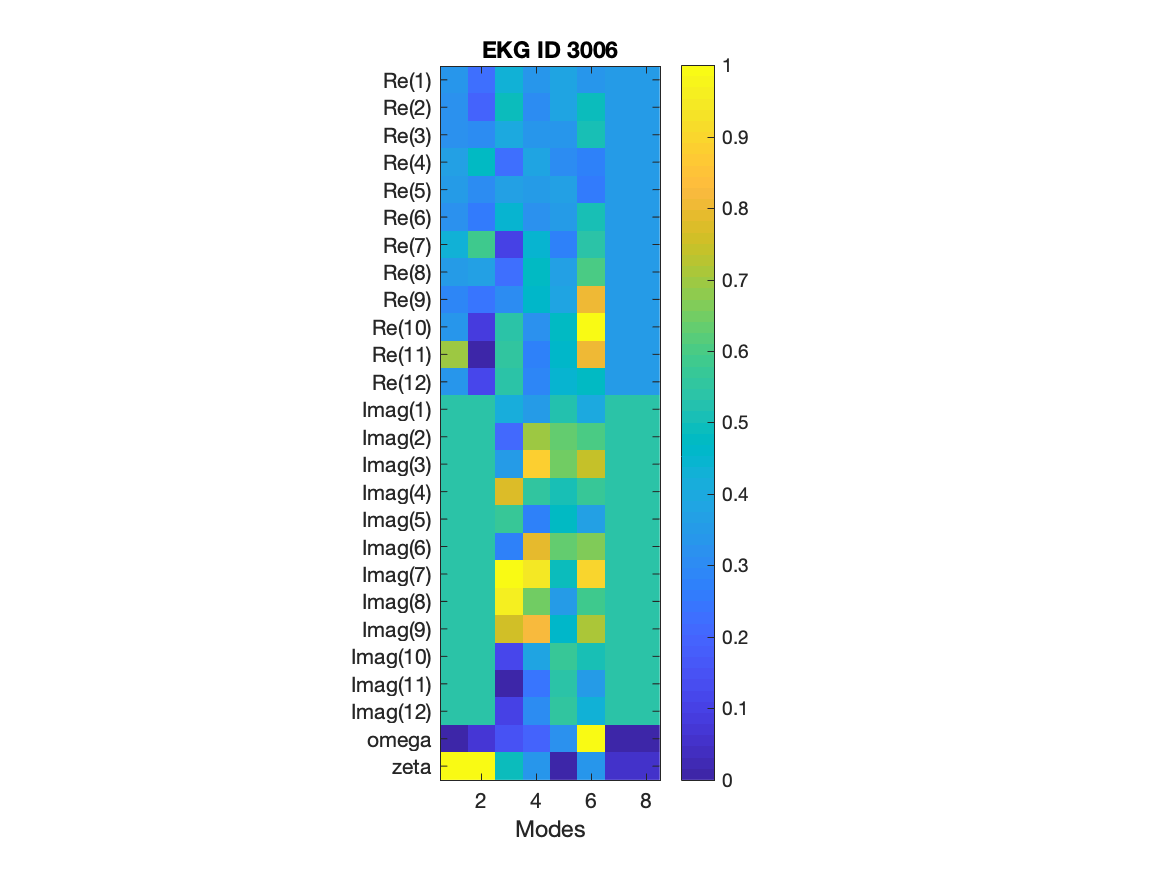 EKG ID 3006
Re(1)
Re(2)
Re(3)
Re(4)
Re(5)
Re(6)
Re(7)
Re(8)
Re(9)
Re(10)
Re(11)
Re(12)
Imag(1)
Imag(2)
Imag(3)
Imag(4)
Imag(5)
Imag(6)
Imag(7)
Imag(8)
Imag(9)
Imag(10)
Imag(11)
Imag(12)
omega
zeta
2 4 6 8
Modes
1
0.9
0.8
0.7
0.6
0.5
0.4
0.3
0.2
0.1
0